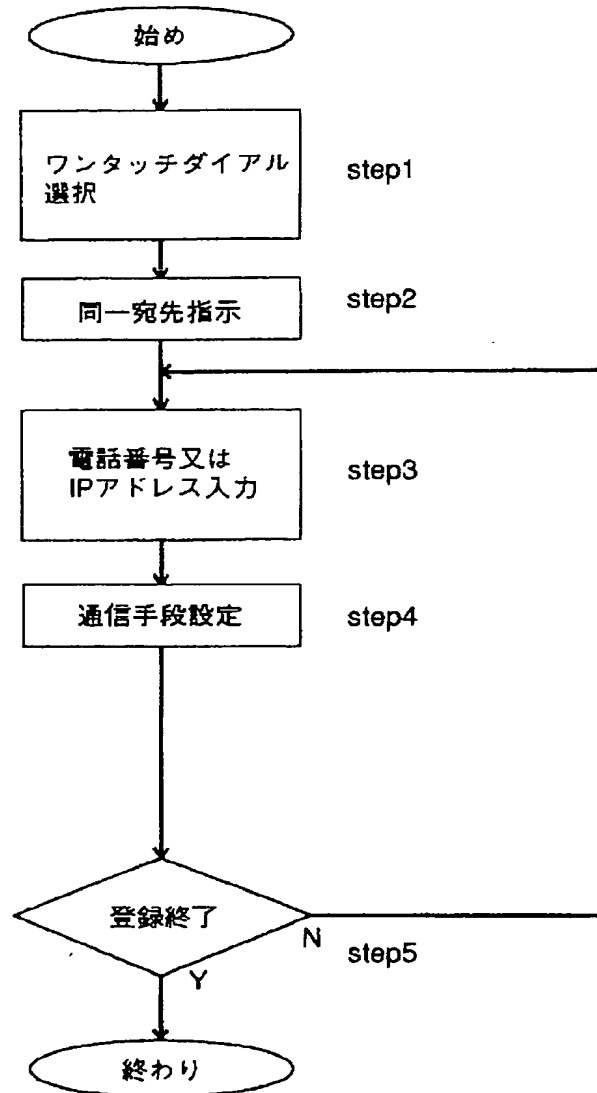 始め
ワンタッチダイアル
選択
step1
同一宛先指示
step2
電話番号又は
IPアドレス入力
step3
通信手段設定
step4
登録終了
N
step5
Y
終わり